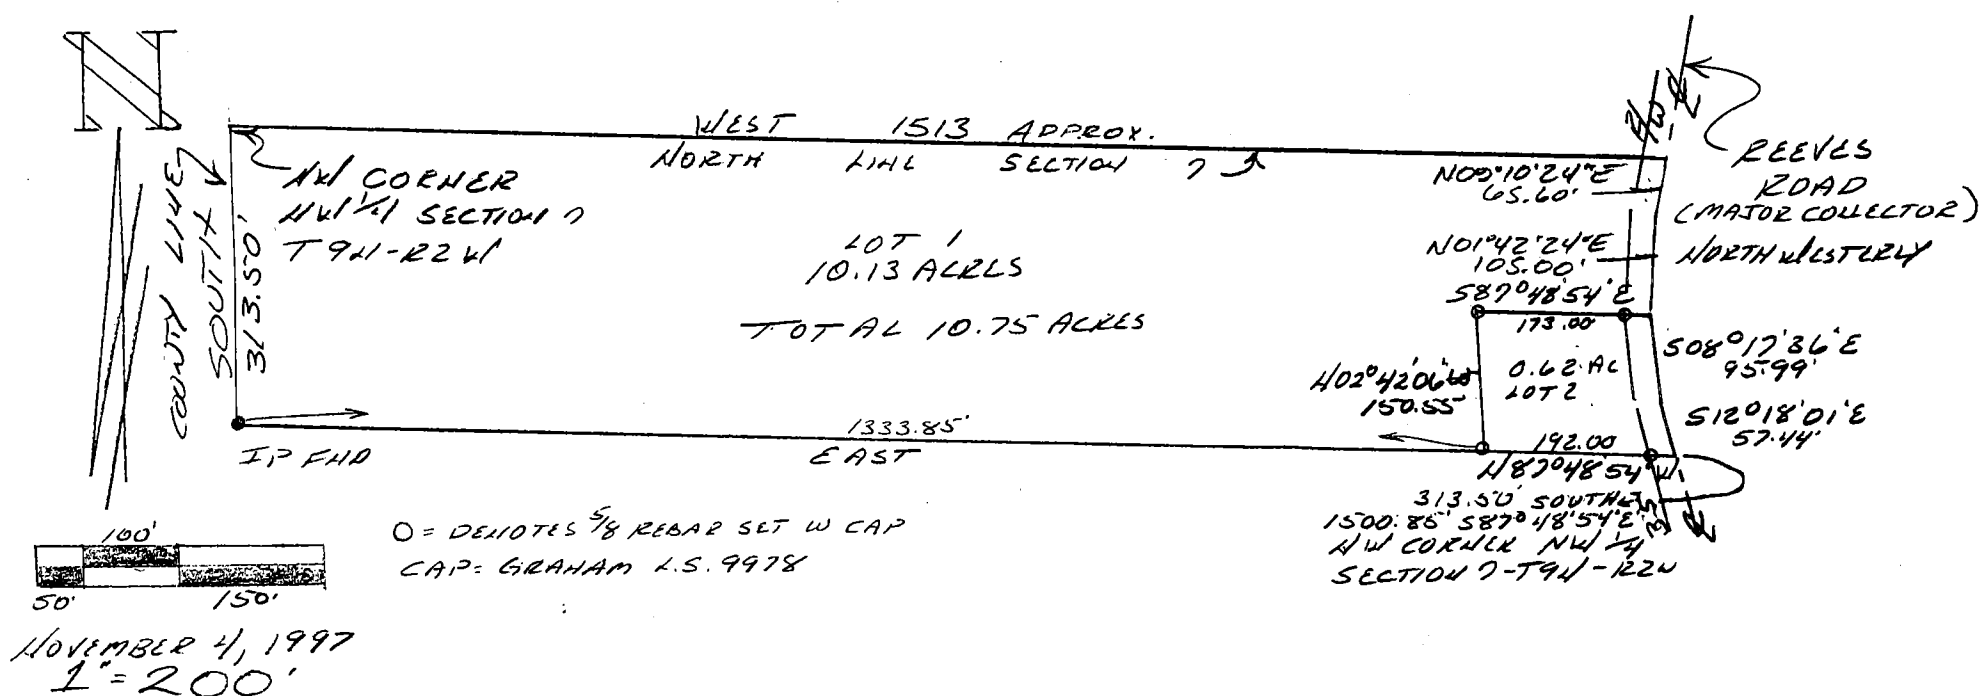 N
WEST 1513 APPROX.
NORTH LINE SECTION 7
COUNTY LINE
SOUTH
313.50'
NW CORNER
NW 1/4 SECTION 7
T9N-R2W
LOT 1
10.13 ACRES
TOTAL 10.75 ACRES
R/W
REEVES
ROAD
(MAJOR COLLECTOR)
NORTHWESTERLY
65.60'
N01°42'24"E
105.00'
S87°48'54"E
173.00
S08°17'36"E
95.99'
N02°42'06"W
150.55'
0.62 AC
LOT 2
S12°18'01"E
57.44'
1333.85'
EAST
IP FND
192.00
N87°48'54"W
313.50' SOUTH &
1500.85' S87°48'54"E
NW CORNER NW 1/4
SECTION 7-T9N-R2W
35'
100'
50' 150'
O = DENOTES 5/8 REBAR SET W CAP
CAP = GRAHAM L.S. 9978
NOVEMBER 4, 1997
1" = 200'